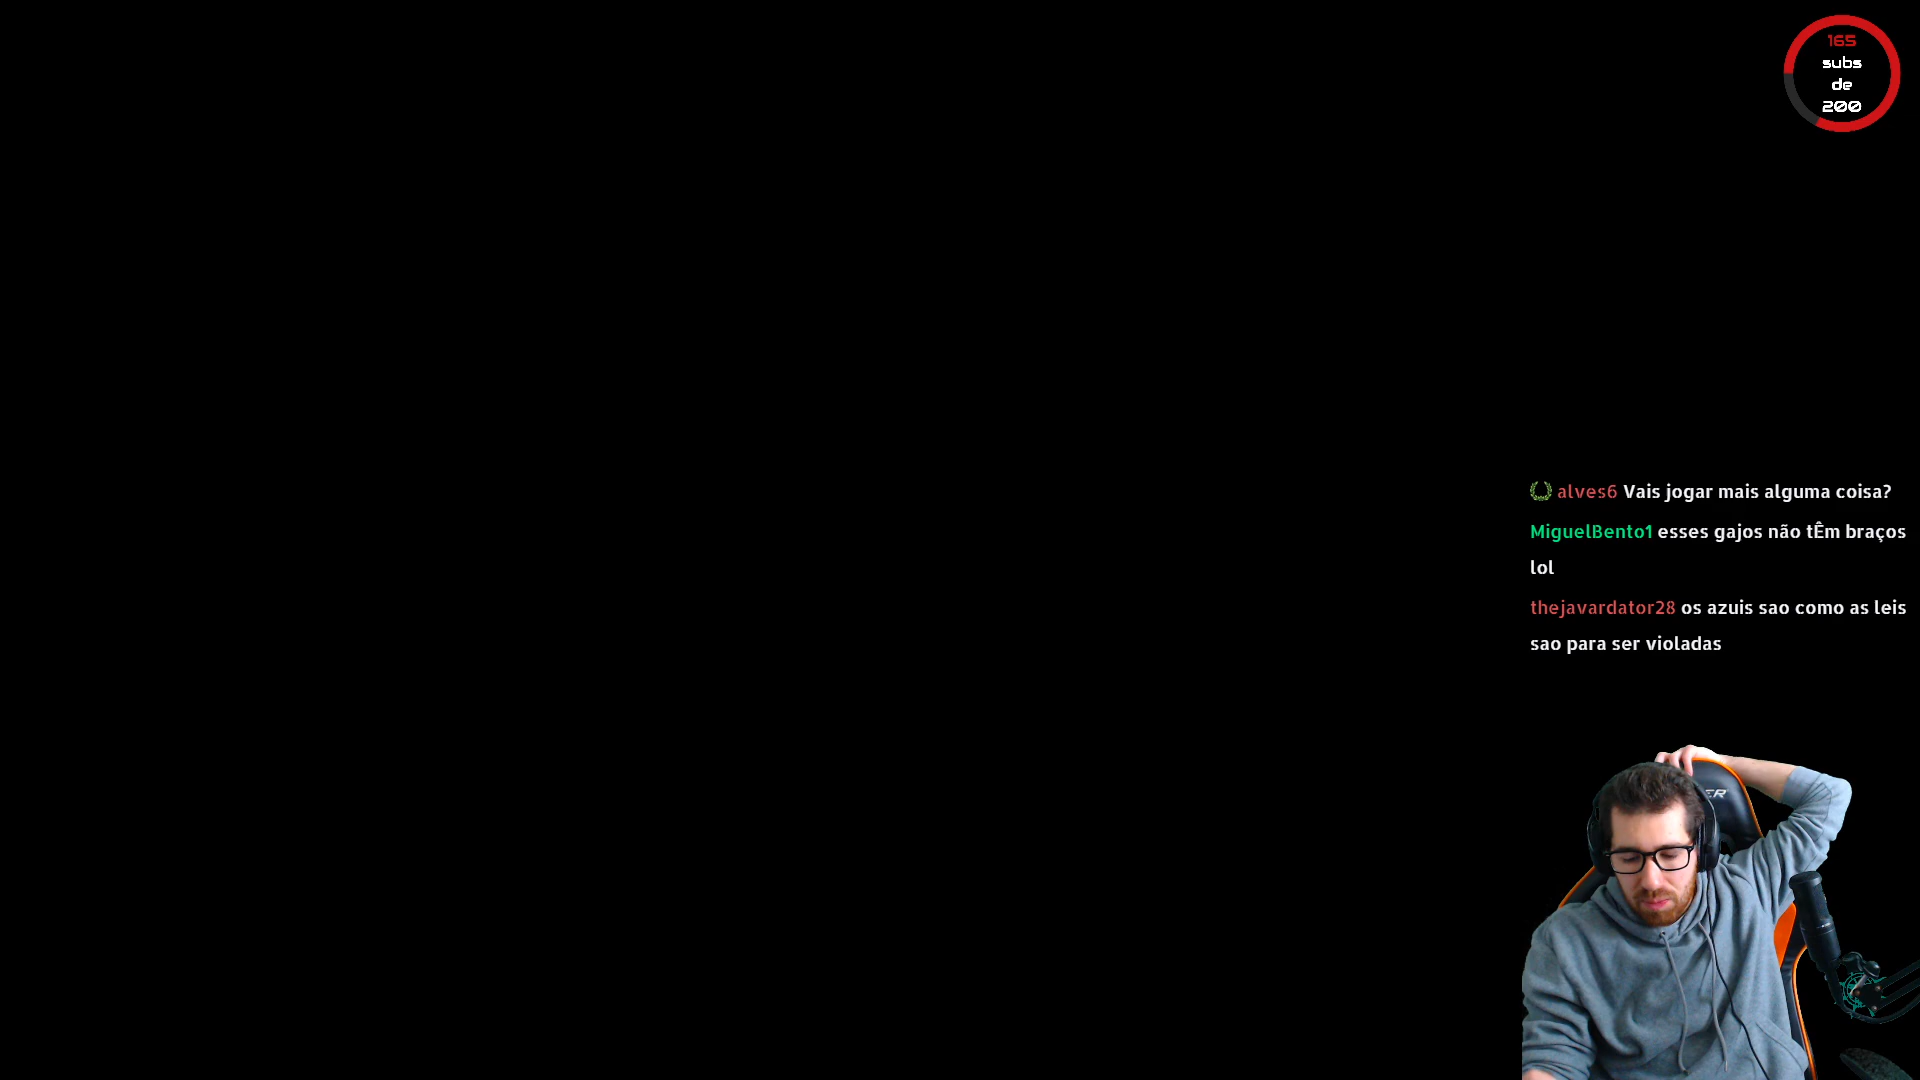 165
subs
de
200
alves6 Vais jogar mais alguma coisa?
MiguelBento1 esses gajos não tÊm braços
lol
thejavardator28 os azuis sao como as leis
sao para ser violadas
ER